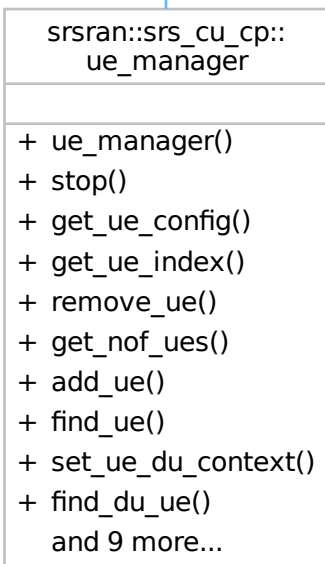 srsran::srs_cu_cp::
ue_manager
+ ue_manager()
+ stop()
+ get_ue_config()
+ get_ue_index()
+ remove_ue()
+ get_nof_ues()
+ add_ue()
+ find_ue()
+ set_ue_du_context()
+ find_du_ue()
and 9 more...